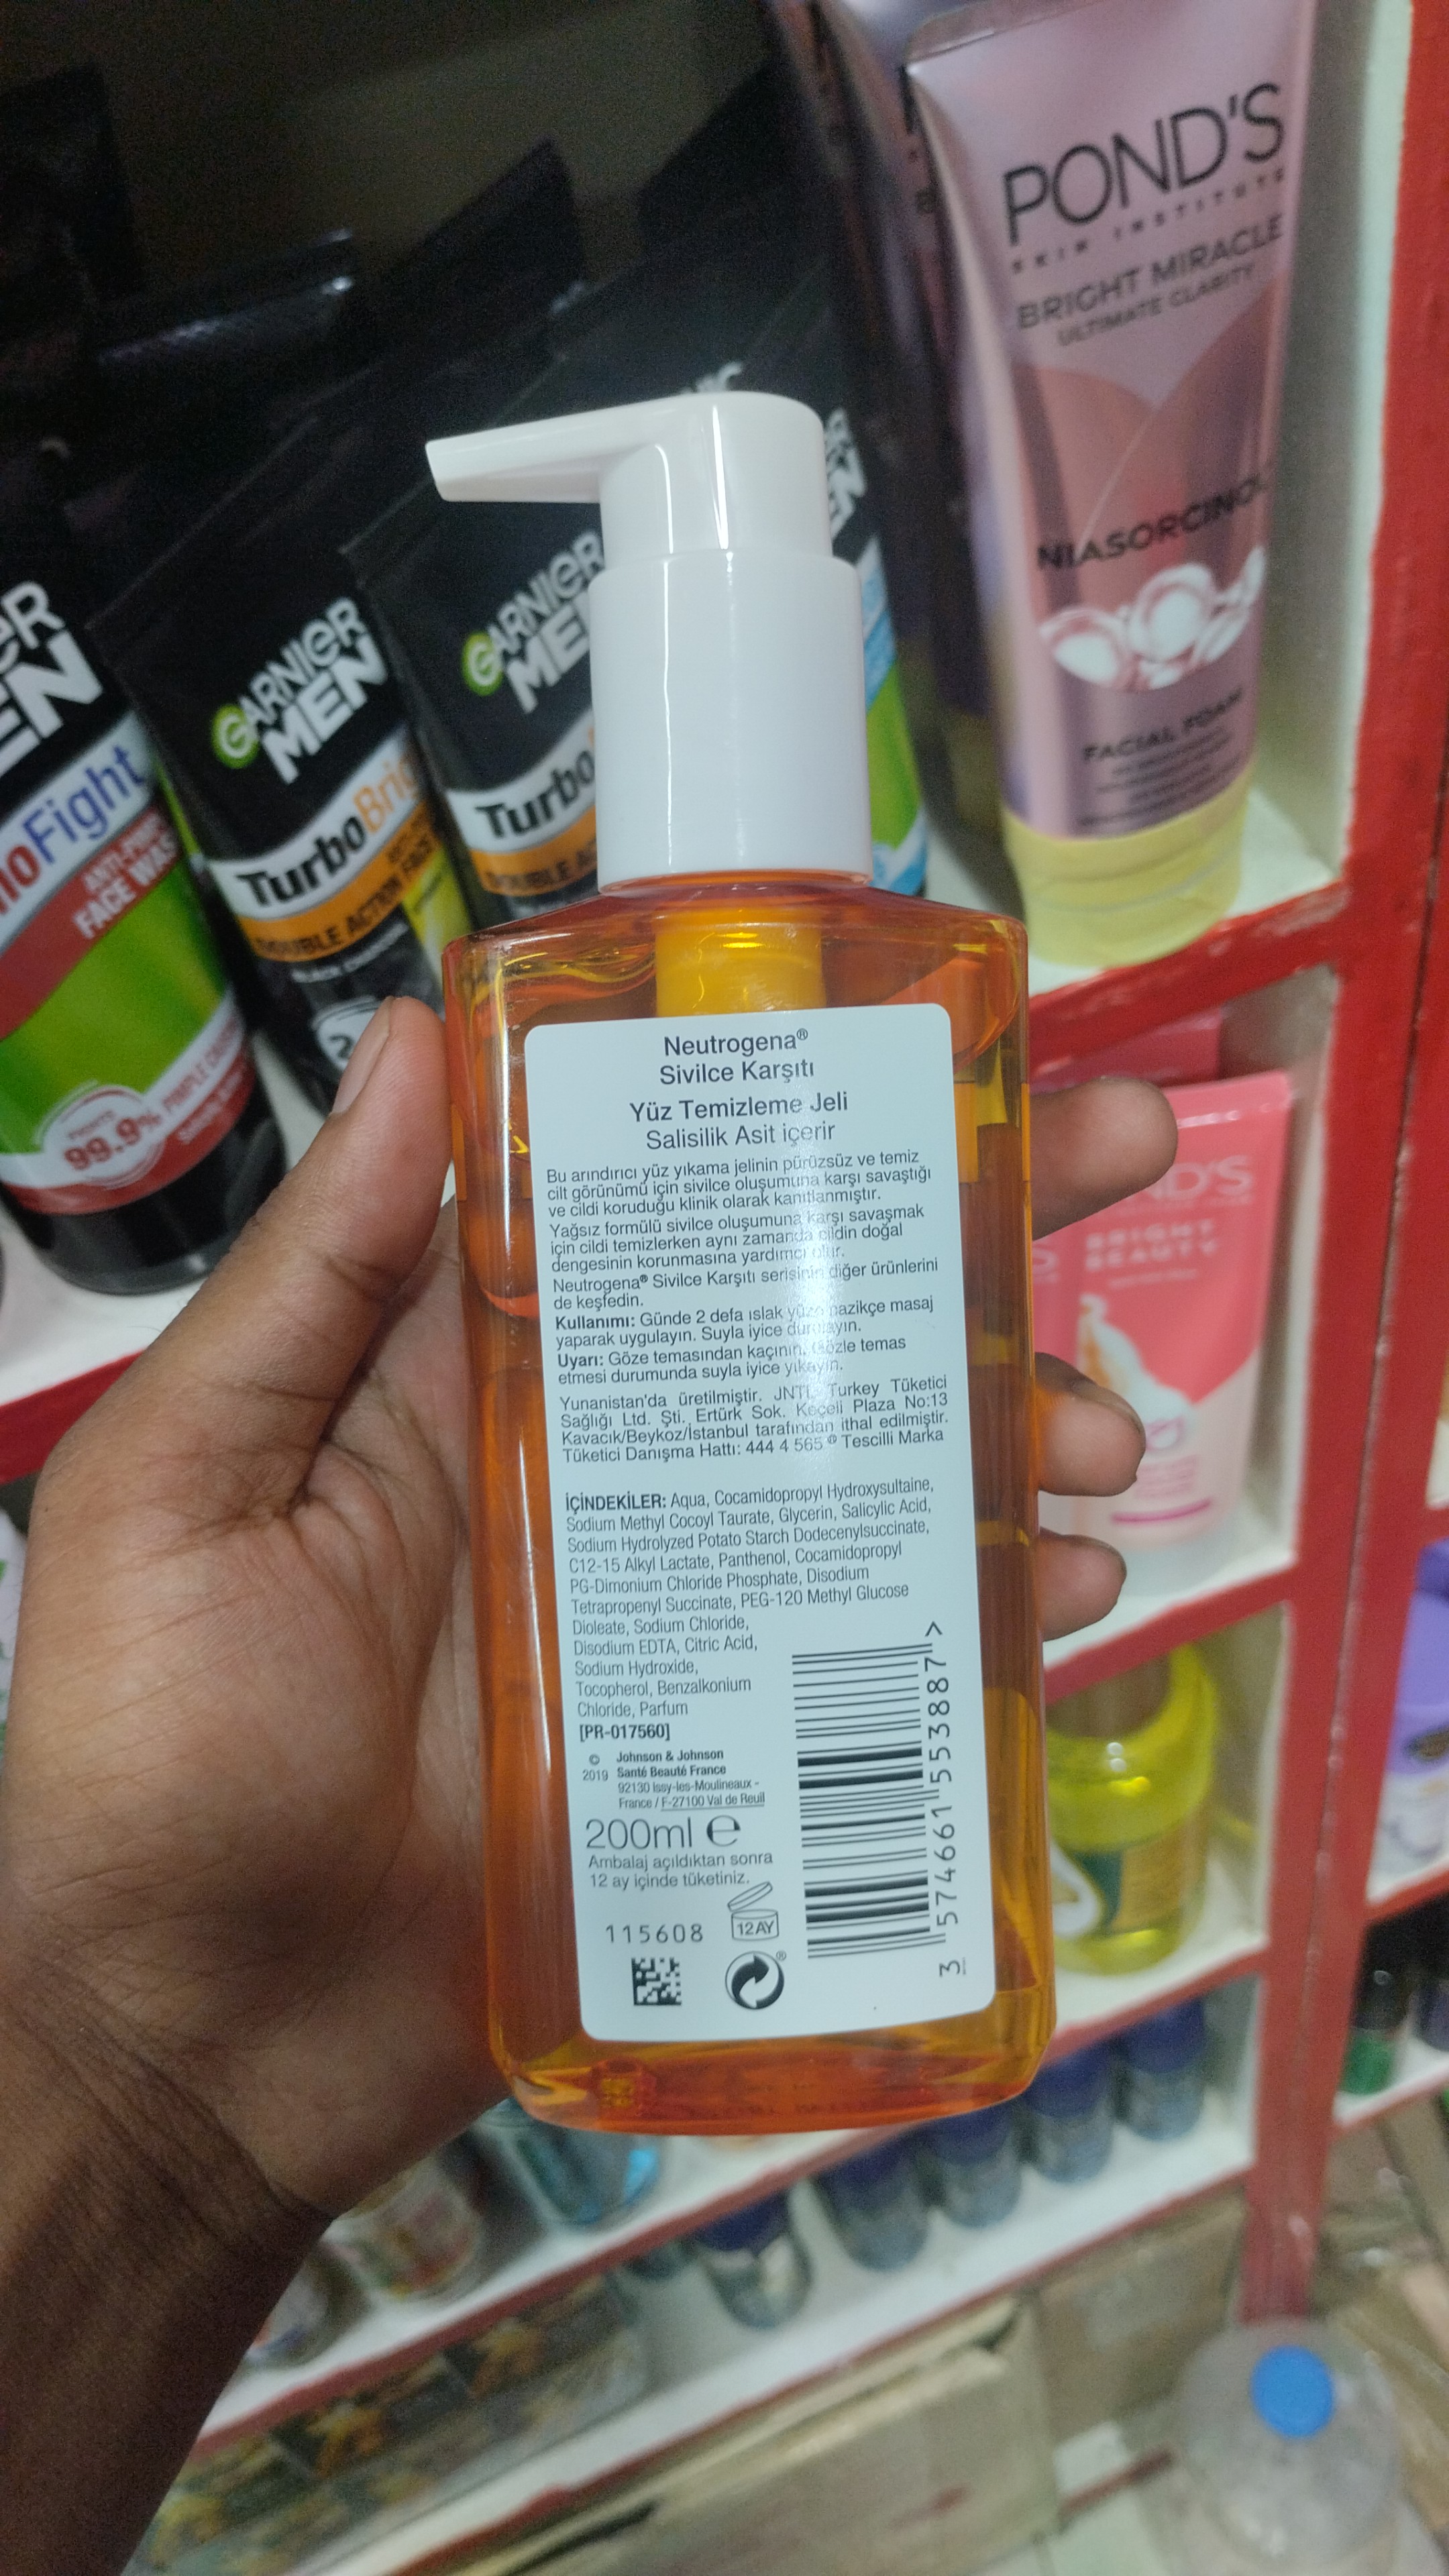 POND'S
SKIN INSTITUTE
BRIGHT MIRACLE
ULTIMATE CLARITY
NIASORCINOL
FACIAL FOAM
GARNIER
MEN
TurboBrig
DOUBLE ACTION FACE
GARNIER
MEN
Turbo
DOUBLE
Fight
FACE WAS
99.9%
BRIGHT
BEAUTY
Neutrogena®
Sivilce Karşıtı
Yüz Temizleme Jeli
Salisilik Asit içerir
Bu arındırıcı yüz yıkama jelinin pürüzsüz ve temiz
cilt görünümü için sivilce oluşumuna karşı savaştığı
ve cildi koruduğu klinik olarak kanıtlanmıştır.
Yağsız formülü sivilce oluşumuna karşı savaşmak
için cildi temizlerken aynı zamanda cildin doğal
dengesinin korunmasına yardımcı olur.
Neutrogena® Sivilce Karşıtı serisinin diğer ürünlerini
de keşfedin.
Kullanımı: Günde 2 defa ıslak yüze nazikçe masaj
yaparak uygulayın. Suyla iyice durulayın.
Uyarı: Göze temasından kaçının. Gözle temas
etmesi durumunda suyla iyice yıkayın.
Yunanistan'da üretilmiştir. JNTL Turkey Tüketici
Sağlığı Ltd. Şti. Ertürk Sok. Keçeli Plaza No:13
Kavacık/Beykoz/İstanbul tarafından ithal edilmiştir.
Tüketici Danışma Hattı: 444 4 565 ® Tescilli Marka
İÇİNDEKİLER: Aqua, Cocamidopropyl Hydroxysultaine,
Sodium Methyl Cocoyl Taurate, Glycerin, Salicylic Acid,
Sodium Hydrolyzed Potato Starch Dodecenylsuccinate,
C12-15 Alkyl Lactate, Panthenol, Cocamidopropyl
PG-Dimonium Chloride Phosphate, Disodium
Tetrapropenyl Succinate, PEG-120 Methyl Glucose
Dioleate, Sodium Chloride,
Disodium EDTA, Citric Acid,
Sodium Hydroxide,
Tocopherol, Benzalkonium
Chloride, Parfum
[PR-017560]
© Johnson & Johnson
2019 Santé Beauté France
92130 Issy-les-Moulineaux -
France / F-27100 Val de Reuil
200ml e
Ambalaj açıldıktan sonra
12 ay içinde tüketiniz.
12AY
115608
3 574661 553887 >